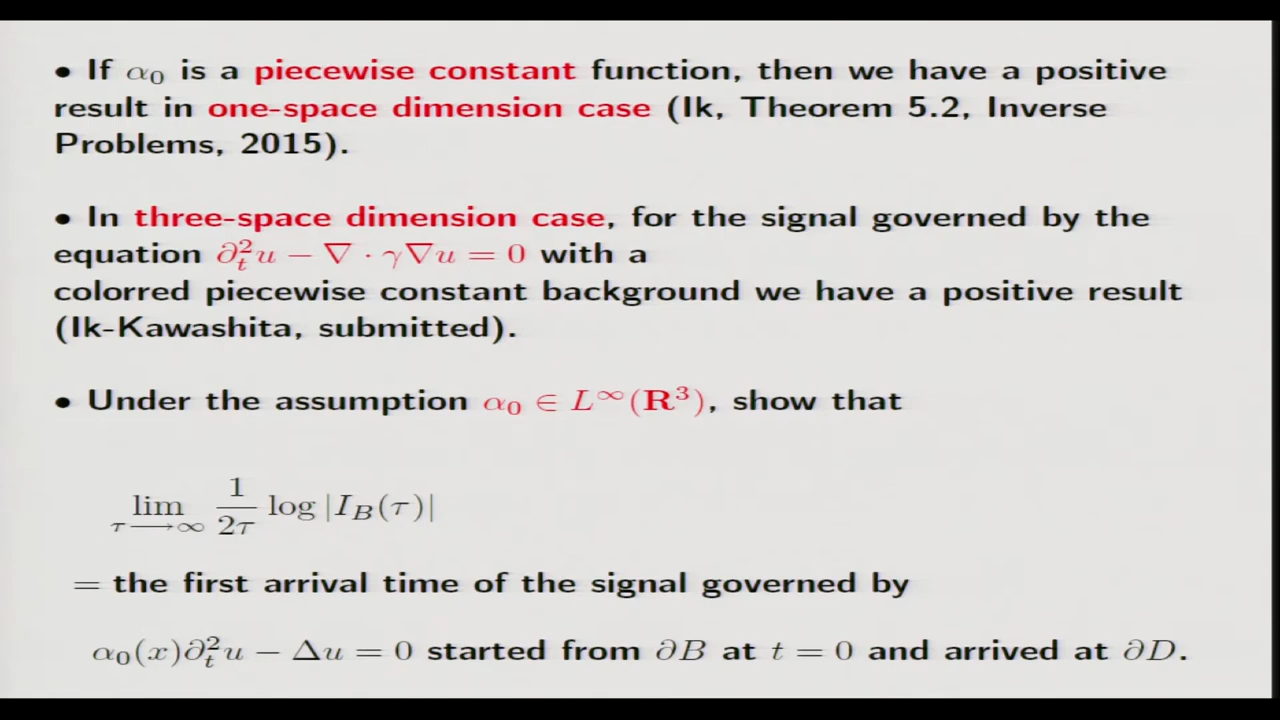 • If α₀ is a piecewise constant function, then we have a positive
result in one-space dimension case (Ik, Theorem 5.2, Inverse
Problems, 2015).
• In three-space dimension case, for the signal governed by the
equation ∂ₜ²u − ∇ · γ∇u = 0 with a
colorred piecewise constant background we have a positive result
(Ik-Kawashita, submitted).
• Under the assumption α₀ ∈ L^∞(R³), show that
lim_{τ⟶∞} \frac{1}{2τ} log |I_B(τ)|
= the first arrival time of the signal governed by
α₀(x)∂ₜ²u − Δu = 0 started from ∂B at t = 0 and arrived at ∂D.